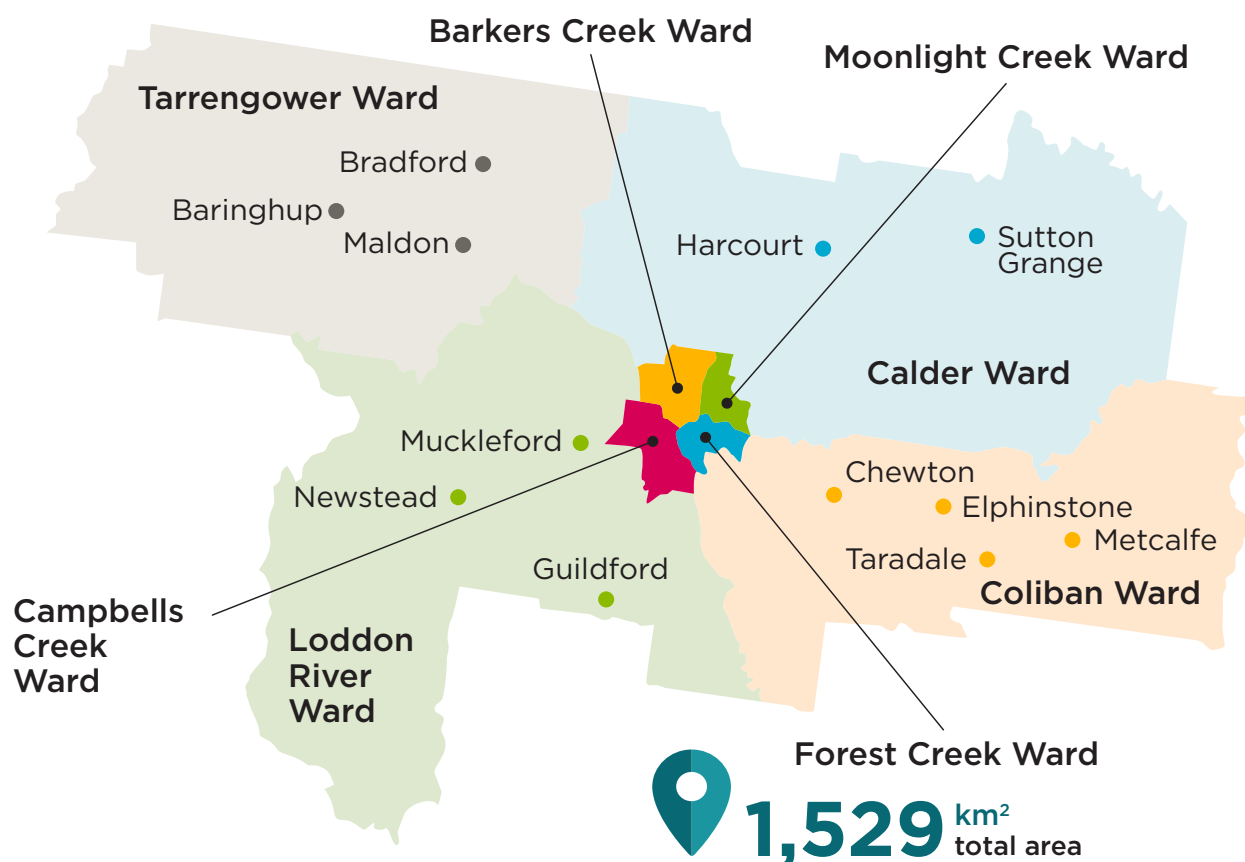 Barkers Creek Ward
Moonlight Creek Ward
Tarrengower Ward
Bradford
Baringhup
Maldon
Harcourt
Sutton
Grange
Calder Ward
Muckleford
Newstead
Guildford
Chewton
Elphinstone
Metcalfe
Taradale
Coliban Ward
Campbells
Creek
Ward
Loddon
River
Ward
Forest Creek Ward
1,529 km²
total area